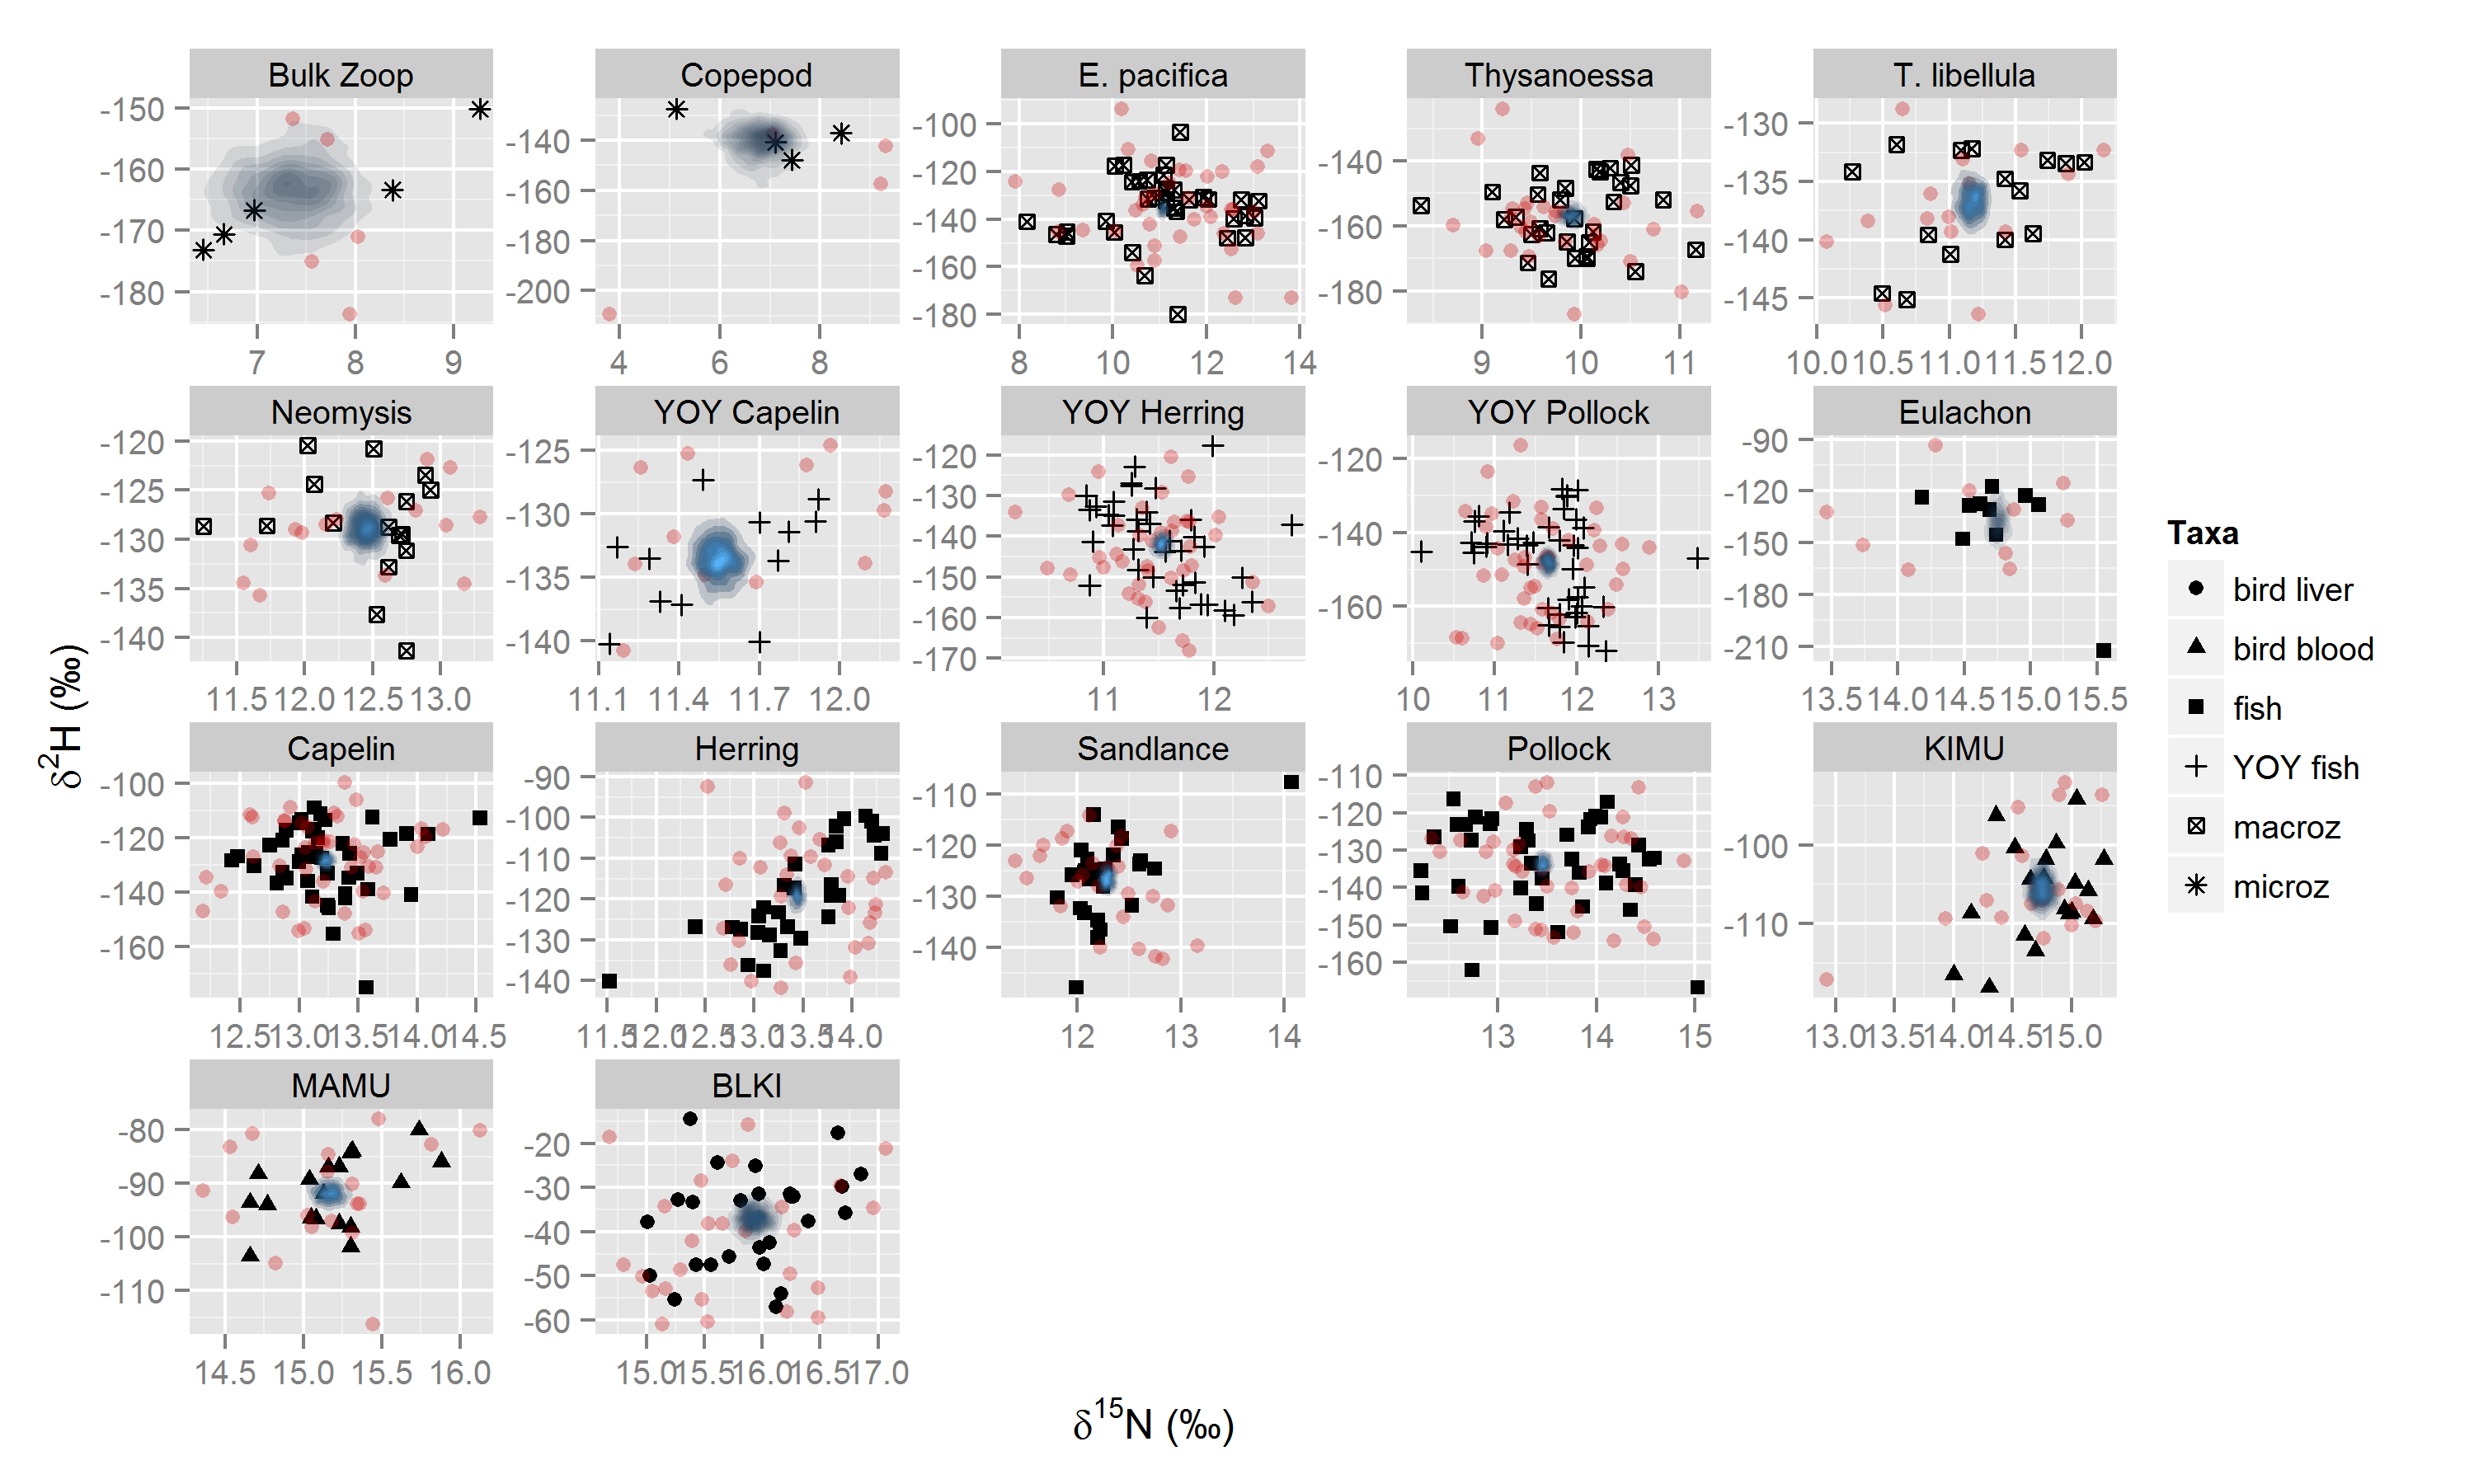 Bulk Zoop Copepod E. pacifica Thysanoessa T. libellula
-150 -160 -170 -180
-140 -160 -180 -200
-100 -120 -140 -160 -180
-140 -160 -180
-130 -135 -140 -145
7 8 9 4 6 8 8 10 12 14 9 10 11 10.0 10.5 11.0 11.5 12.0
Neomysis YOY Capelin YOY Herring YOY Pollock Eulachon
-120 -125 -130 -135 -140
-125 -130 -135 -140
-120 -130 -140 -150 -160 -170
-120 -140 -160
-90 -120 -150 -180 -210
11.5 12.0 12.5 13.0 11.1 11.4 11.7 12.0 11 12 10 11 12 13 13.5 14.0 14.5 15.0 15.5
Capelin Herring Sandlance Pollock KIMU
-100 -120 -140 -160
-90 -100 -110 -120 -130 -140
-110 -120 -130 -140
-110 -120 -130 -140 -150 -160
-100 -110
12.5 13.0 13.5 14.0 14.5 11.5 12.0 12.5 13.0 13.5 14.0 12 13 14 13 14 15 13.0 13.5 14.0 14.5 15.0
MAMU BLKI
-80 -90 -100 -110
-20 -30 -40 -50 -60
14.5 15.0 15.5 16.0 15.0 15.5 16.0 16.5 17.0
δ²H (‰)
δ¹⁵N (‰)
Taxa
bird liver
bird blood
fish
YOY fish
macroz
microz